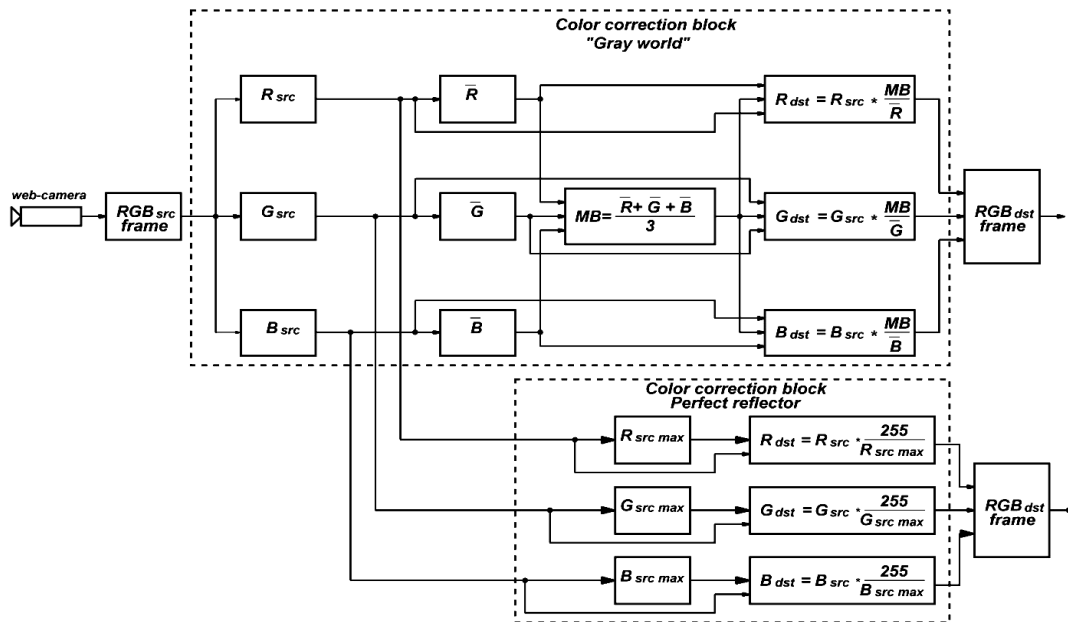 Color correction block
"Gray world"
R src
R̅
R dst = R src * MB / R̅
web-camera
RGB src
frame
G src
G̅
MB= R̅ + G̅ + B̅ / 3
G dst = G src * MB / G̅
RGB dst
frame
B src
B̅
B dst = B src * MB / B̅
Color correction block
Perfect reflector
R src max
R dst = R src * 255 / R src max
G src max
G dst = G src * 255 / G src max
RGB dst
frame
B src max
B dst = B src * 255 / B src max